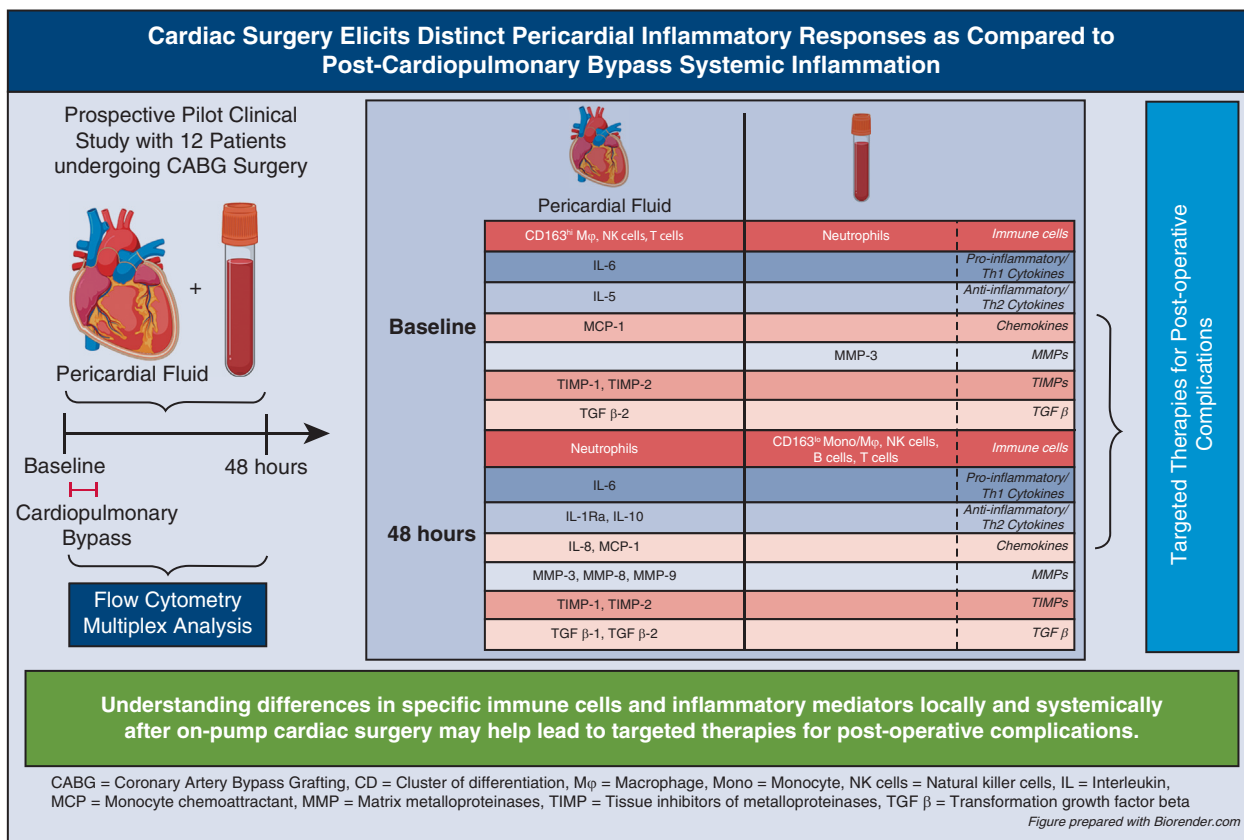 Cardiac Surgery Elicits Distinct Pericardial Inflammatory Responses as Compared to
Post-Cardiopulmonary Bypass Systemic Inflammation
Prospective Pilot Clinical
Study with 12 Patients
undergoing CABG Surgery
+
Pericardial Fluid
Baseline
48 hours
Cardiopulmonary
Bypass
Flow Cytometry
Multiplex Analysis
Pericardial Fluid
Baseline
CD163hi Mφ, NK cells, T cells
Neutrophils
Immune cells
IL-6
Pro-inflammatory/
Th1 Cytokines
IL-5
Anti-inflammatory/
Th2 Cytokines
MCP-1
Chemokines
MMP-3
MMPs
TIMP-1, TIMP-2
TIMPs
TGF β-2
TGF β
48 hours
Neutrophils
CD163lo Mono/Mφ, NK cells,
B cells, T cells
Immune cells
IL-6
Pro-inflammatory/
Th1 Cytokines
IL-1Ra, IL-10
Anti-inflammatory/
Th2 Cytokines
IL-8, MCP-1
Chemokines
MMP-3, MMP-8, MMP-9
MMPs
TIMP-1, TIMP-2
TIMPs
TGF β-1, TGF β-2
TGF β
Targeted Therapies for Post-operative
Complications
Understanding differences in specific immune cells and inflammatory mediators locally and systemically
after on-pump cardiac surgery may help lead to targeted therapies for post-operative complications.
CABG = Coronary Artery Bypass Grafting, CD = Cluster of differentiation, Mφ = Macrophage, Mono = Monocyte, NK cells = Natural killer cells, IL = Interleukin,
MCP = Monocyte chemoattractant, MMP = Matrix metalloproteinases, TIMP = Tissue inhibitors of metalloproteinases, TGF β = Transformation growth factor beta
Figure prepared with Biorender.com